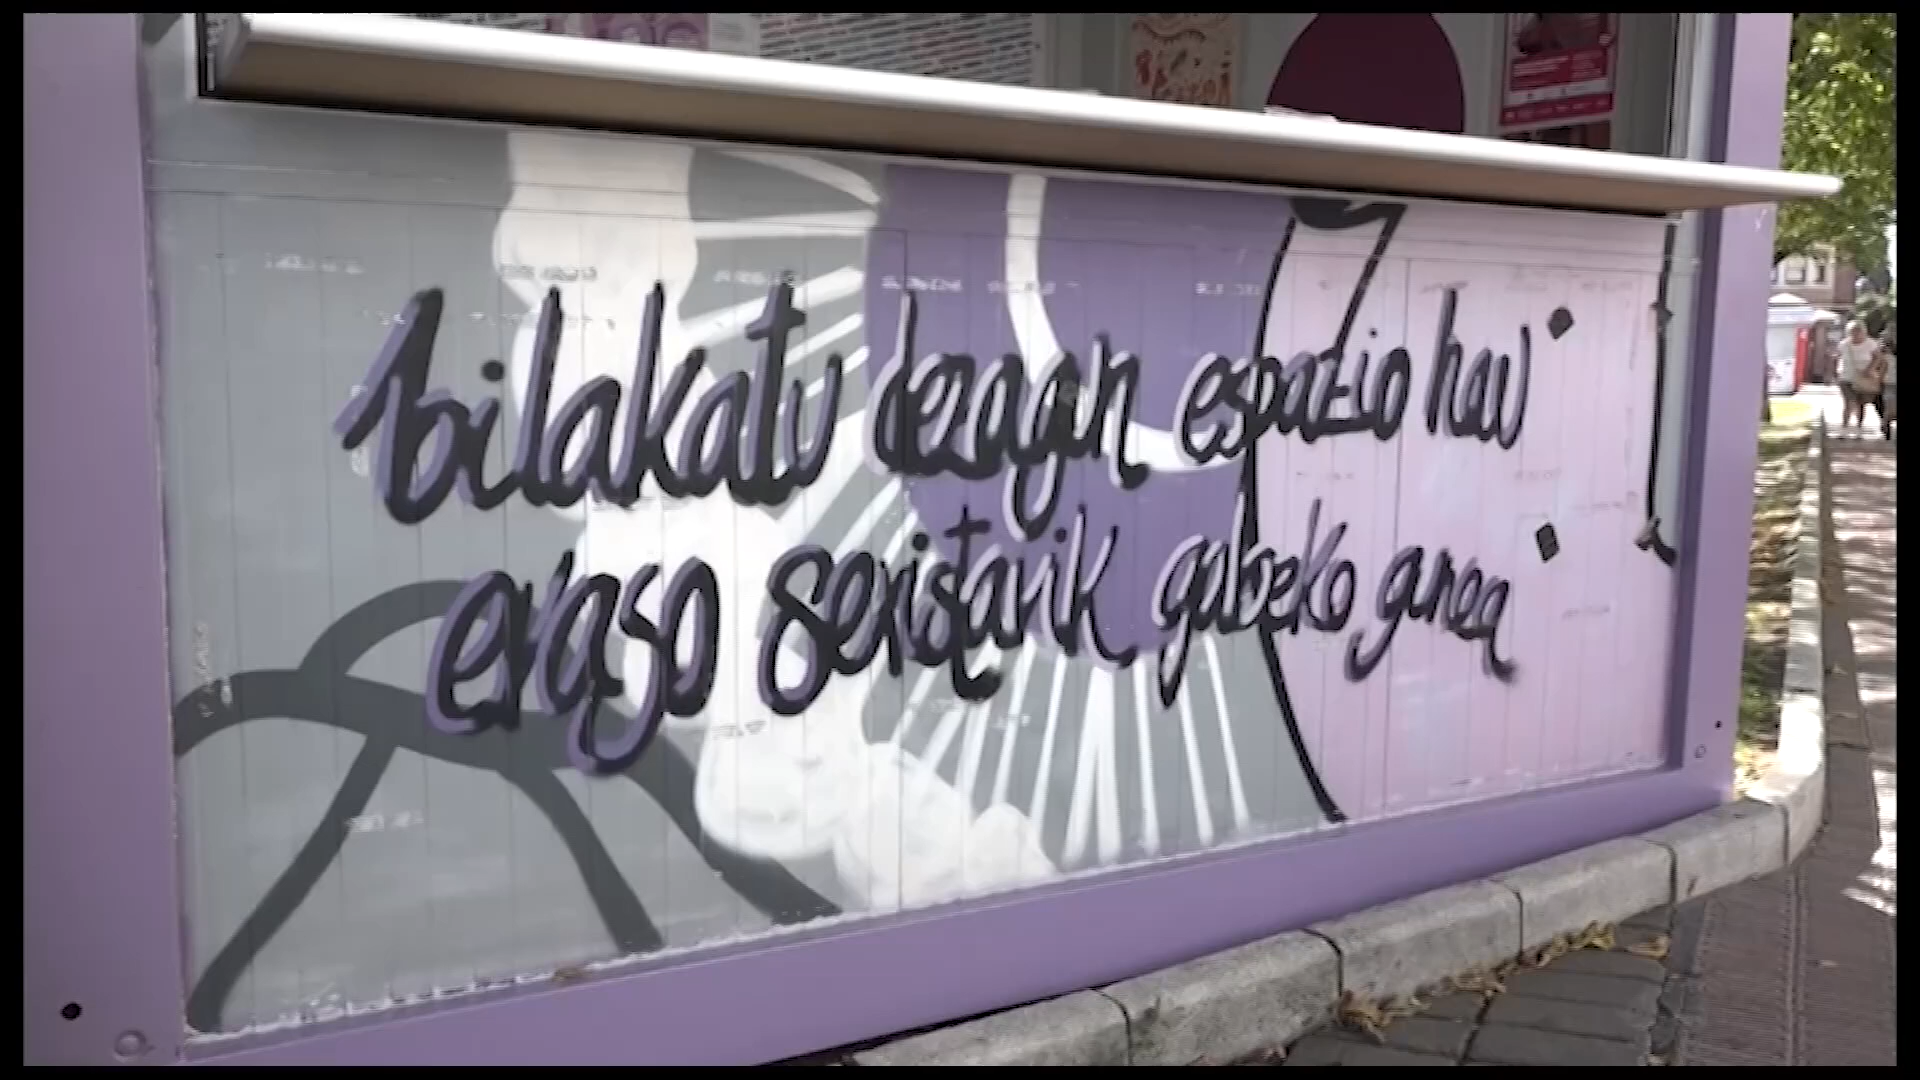 bilakatu dezagun espazio hau
eraso sexistarik gabeko gunea